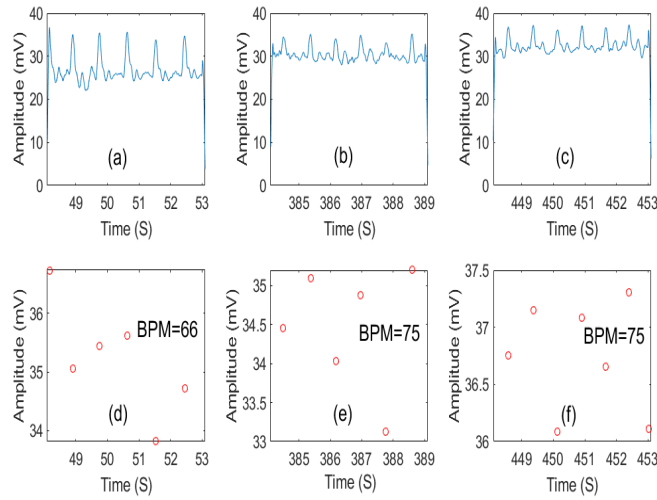 40
30
20
10
0
Amplitude (mV)
(a)
49 50 51 52 53
Time (S)
40
30
20
10
0
Amplitude (mV)
(b)
385 386 387 388 389
Time (S)
40
30
20
10
0
Amplitude (mV)
(c)
449 450 451 452 453
Time (S)
36
35
34
Amplitude (mV)
BPM=66
(d)
49 50 51 52 53
Time (S)
35
34.5
34
33.5
33
Amplitude (mV)
BPM=75
(e)
385 386 387 388 389
Time (S)
37.5
37
36.5
36
Amplitude (mV)
BPM=75
(f)
449 450 451 452 453
Time (S)